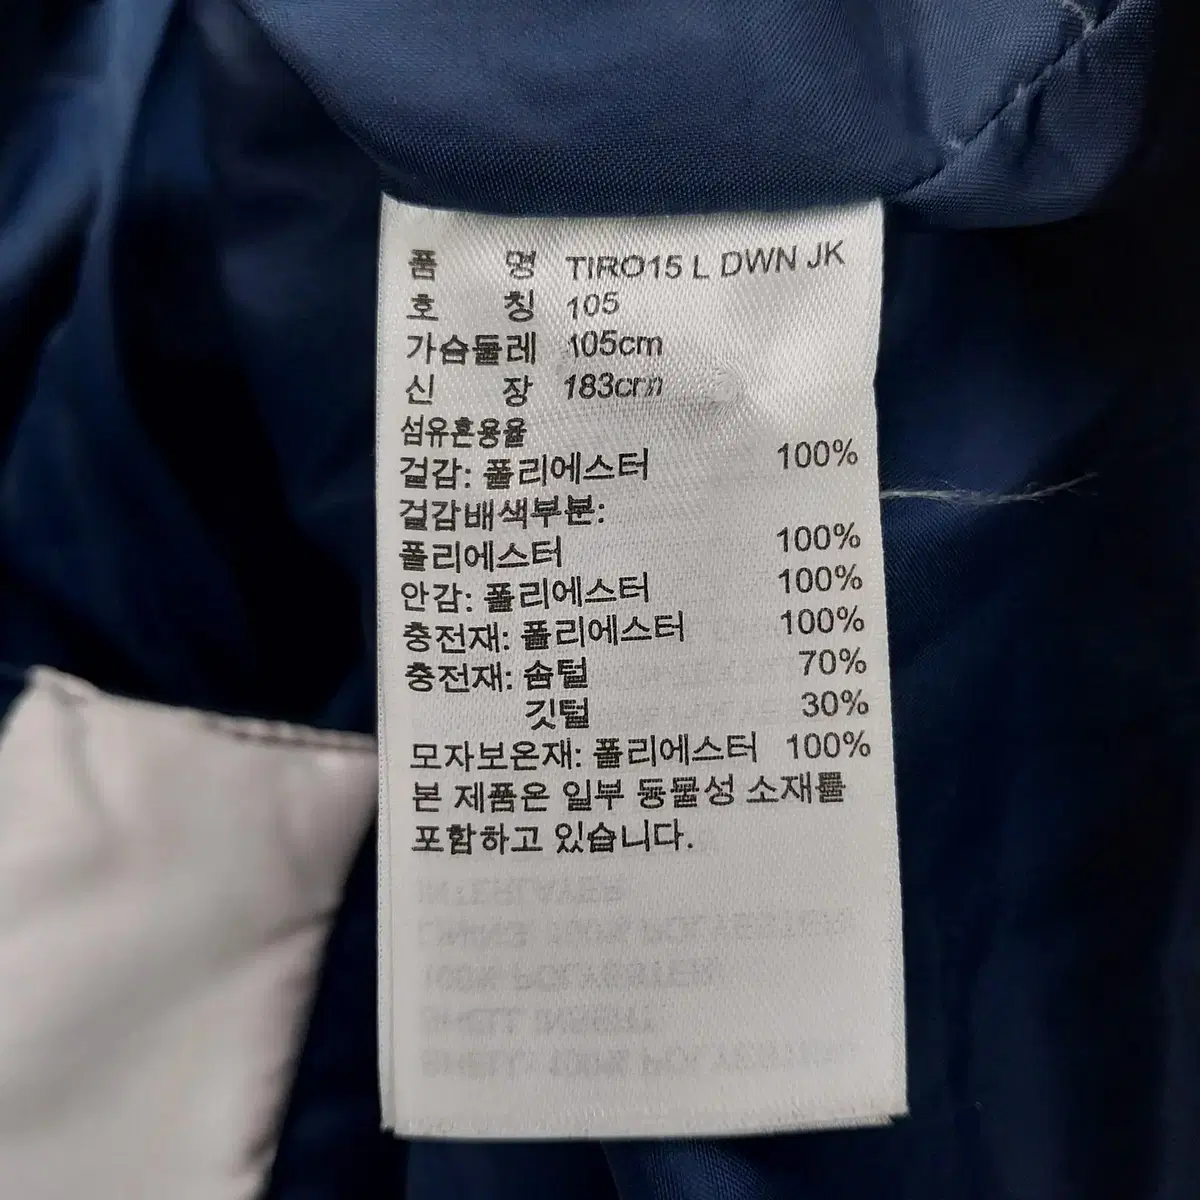 품 명 TIRO15 L DWN JK
호 칭 105
가슴둘레 105cm
신 장 183cm
섬유혼용율
겉감: 폴리에스터 100%
겉감배색부분:
폴리에스터 100%
안감: 폴리에스터 100%
충전재: 폴리에스터 100%
충전재: 솜털 70%
깃털 30%
모자보온재: 폴리에스터 100%
본 제품은 일부 동물성 소재를
포함하고 있습니다.